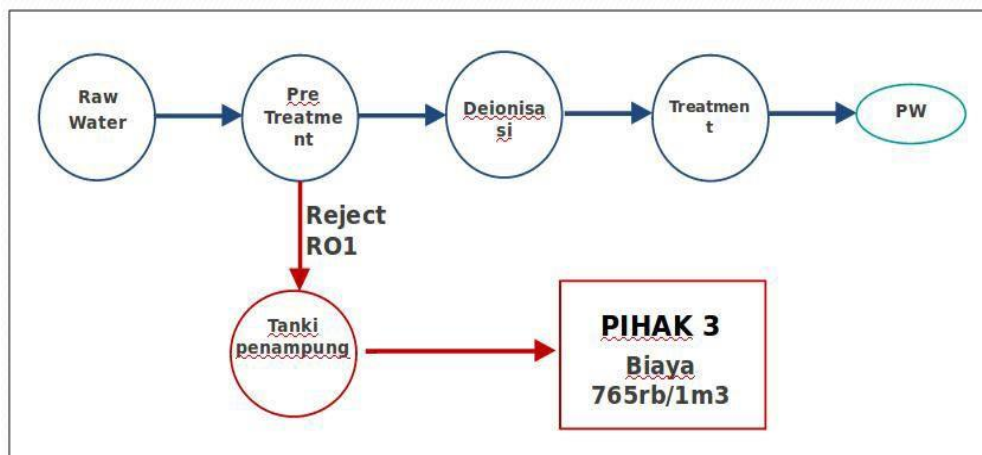 Raw
Water
Pre
Treatme
nt
Deionisa
si
Treatmen
t
PW
Reject
RO1
Tanki
penampung
PIHAK 3
Biaya
765rb/1m3